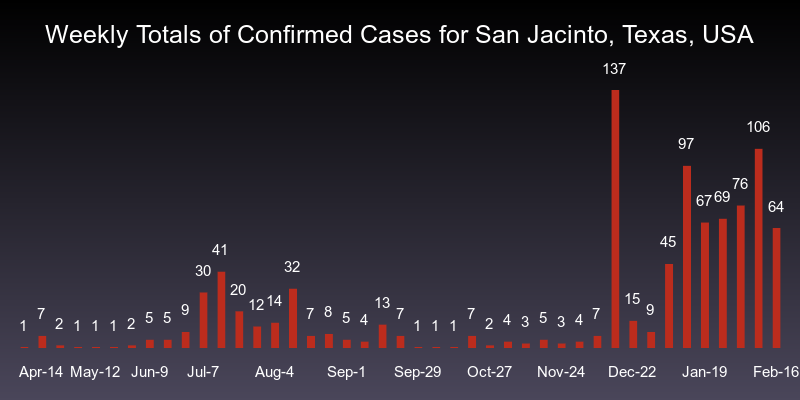 Weekly Totals of Confirmed Cases for San Jacinto, Texas, USA
1 7 2 1 1 1 2 5 5 9 30 41 20 12 14 32 7 8 5 4 13 7 1 1 1 7 2 4 3 5 3 4 7 137 15 9 45 97 67 69 76 106 64
Apr-14 May-12 Jun-9 Jul-7 Aug-4 Sep-1 Sep-29 Oct-27 Nov-24 Dec-22 Jan-19 Feb-16